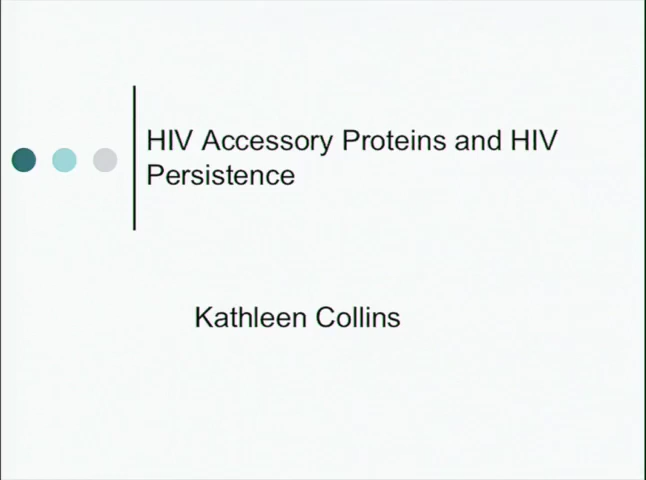 HIV Accessory Proteins and HIV
Persistence
Kathleen Collins